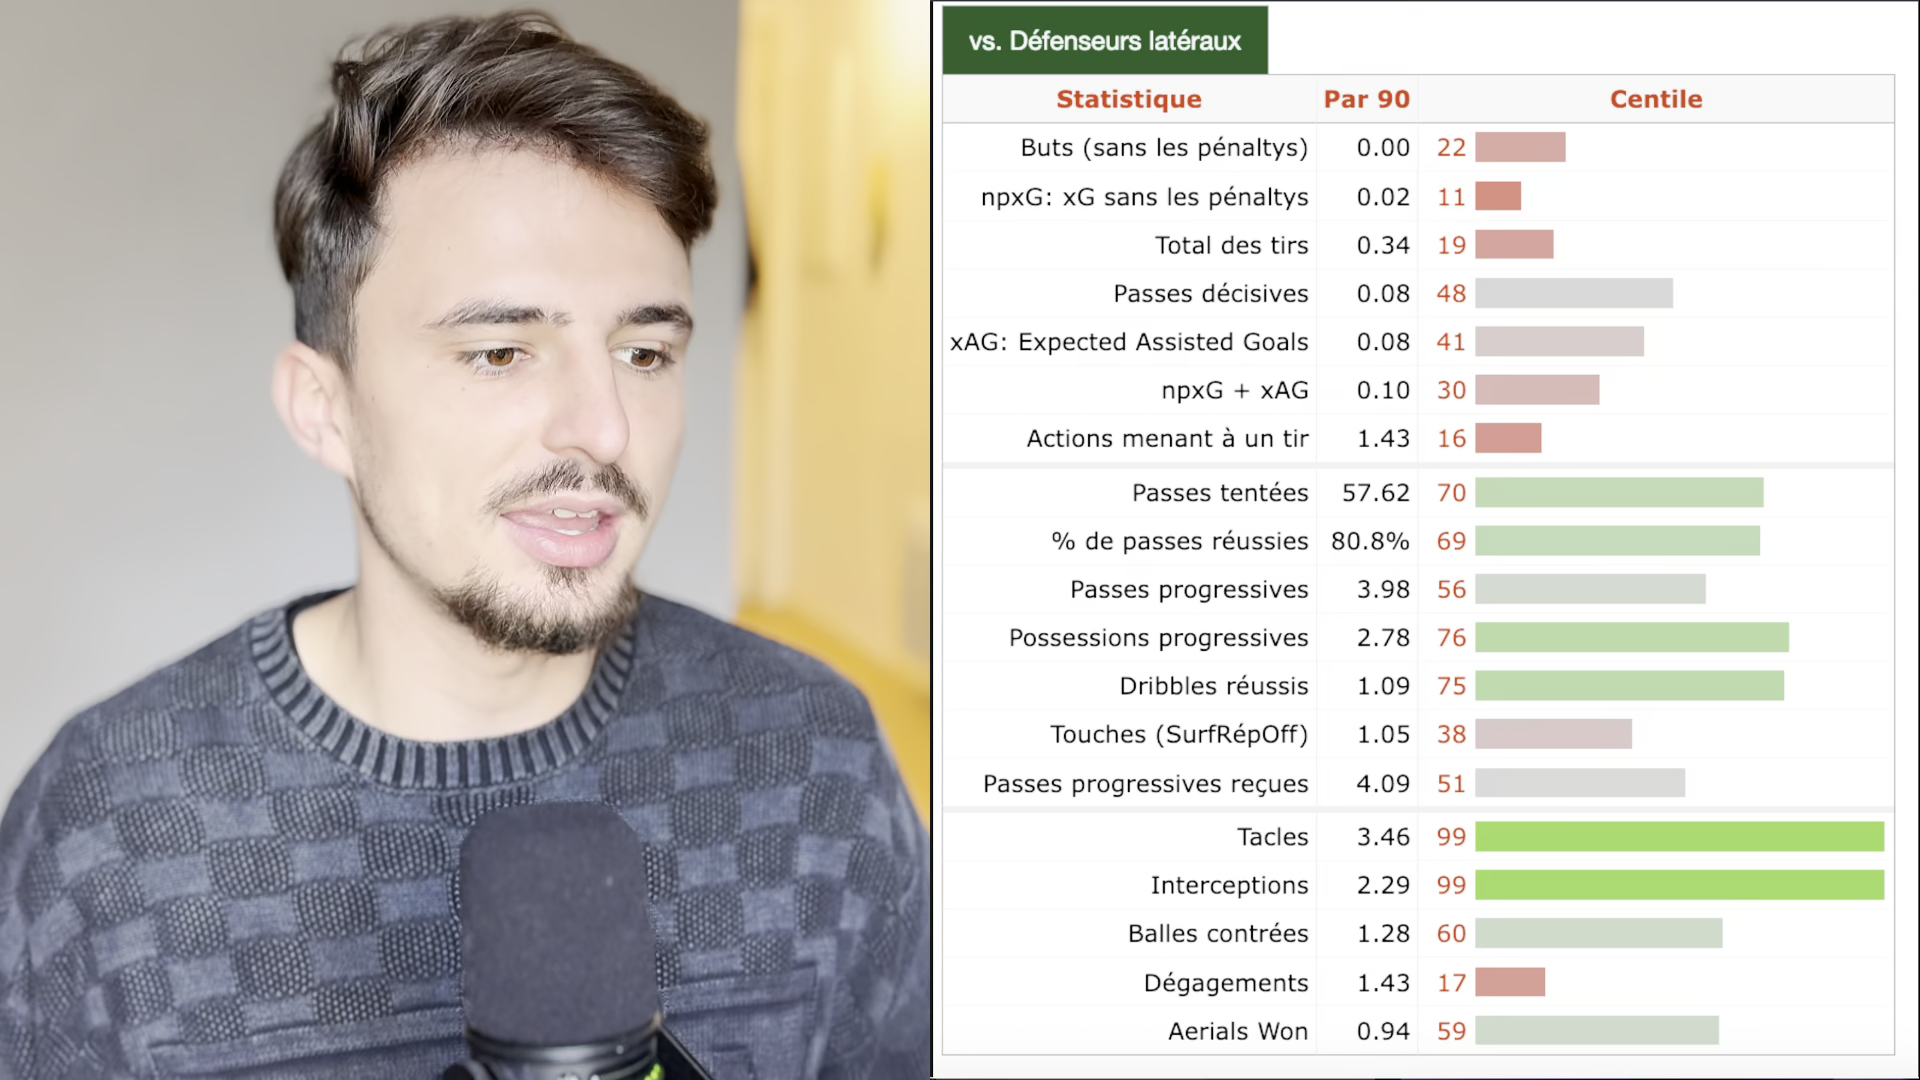 vs. Défenseurs latéraux
Statistique Par 90 Centile
Buts (sans les pénaltys) 0.00 22
npxG: xG sans les pénaltys 0.02 11
Total des tirs 0.34 19
Passes décisives 0.08 48
xAG: Expected Assisted Goals 0.08 41
npxG + xAG 0.10 30
Actions menant à un tir 1.43 16
Passes tentées 57.62 70
% de passes réussies 80.8% 69
Passes progressives 3.98 56
Possessions progressives 2.78 76
Dribbles réussis 1.09 75
Touches (SurfRépOff) 1.05 38
Passes progressives reçues 4.09 51
Tacles 3.46 99
Interceptions 2.29 99
Balles contrées 1.28 60
Dégagements 1.43 17
Aerials Won 0.94 59